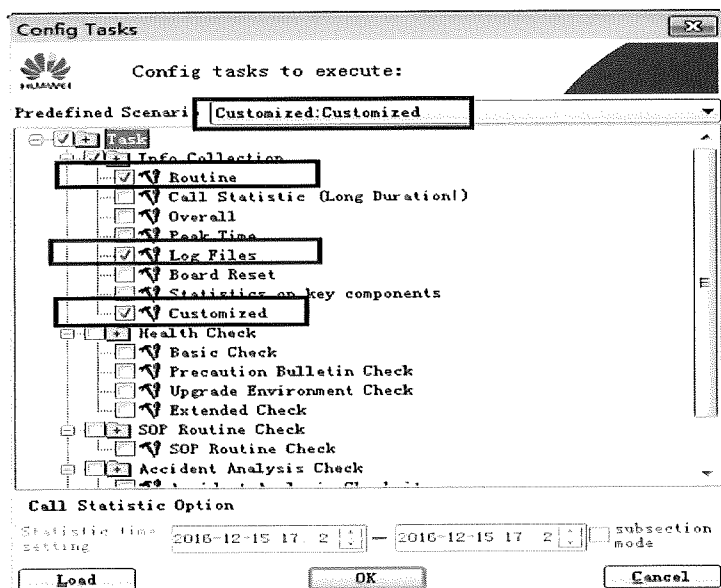 Config Tasks
HUAWEI
Config tasks to execute:
Predefined Scenari Customized:Customized
Task
Info Collection
Routine
Call Statistic (Long Duration!)
Overall
Peak Time
Log Files
Board Reset
Statistics on key components
Customized
Health Check
Basic Check
Precaution Bulletin Check
Upgrade Environment Check
Extended Check
SOP Routine Check
SOP Routine Check
Accident Analysis Check
Call Statistic Option
Statistic time setting 2016-12-15 17 2 — 2016-12-15 17 2 subsection mode
Load OK Cancel